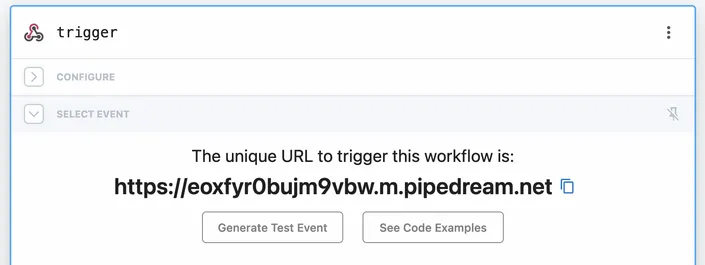 trigger
CONFIGURE
SELECT EVENT
The unique URL to trigger this workflow is:
https://eoxfyr0bujm9vbw.m.pipedream.net
Generate Test Event See Code Examples